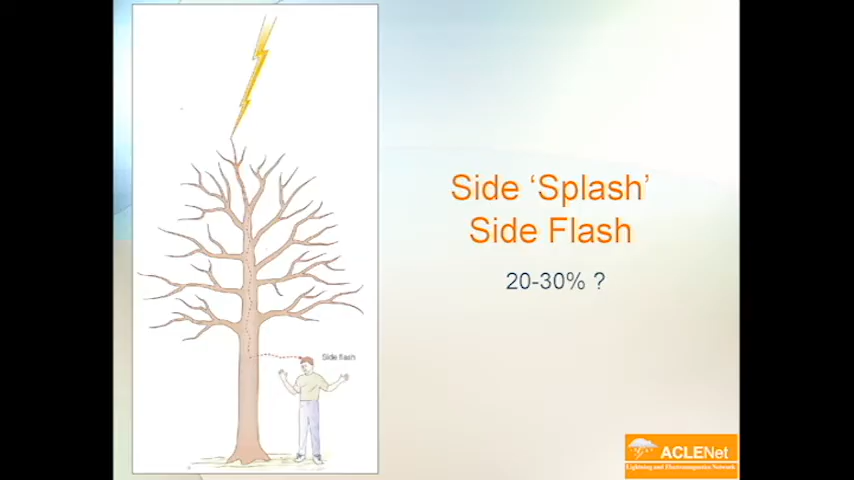 Side ‘Splash’
Side Flash
20-30% ?
Side flash
ACLENet
Lightning and Electromagnetics Network